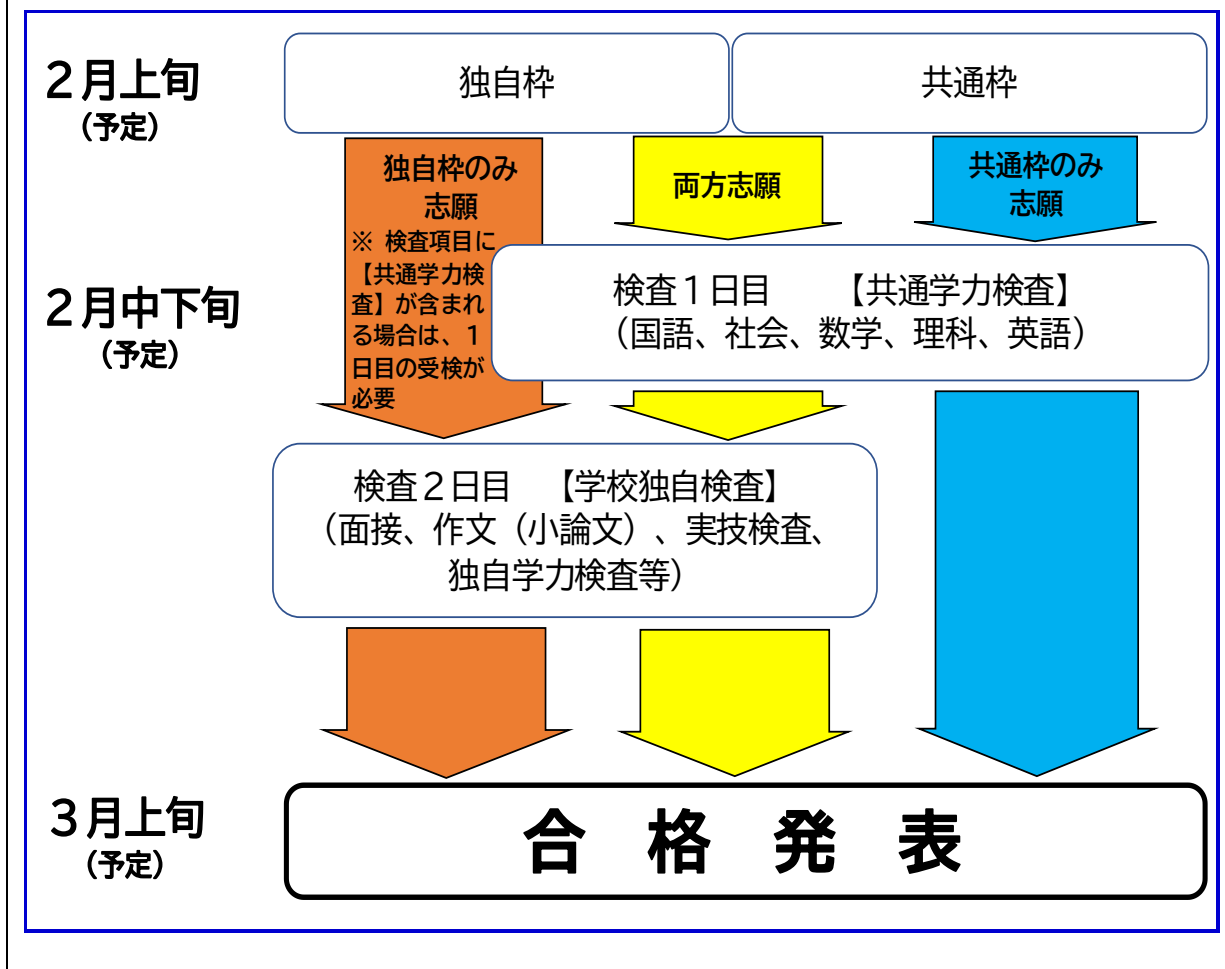 2月上旬
(予定)
独自枠
共通枠
独自枠のみ
志願
※ 検査項目に
【共通学力検
査】が含まれ
る場合は、1
日目の受検が
必要
両方志願
共通枠のみ
志願
2月中下旬
(予定)
検査1日目　　【共通学力検査】
(国語、社会、数学、理科、英語)
検査2日目　【学校独自検査】
(面接、作文(小論文)、実技検査、
独自学力検査等)
3月上旬
(予定)
合　格　発　表